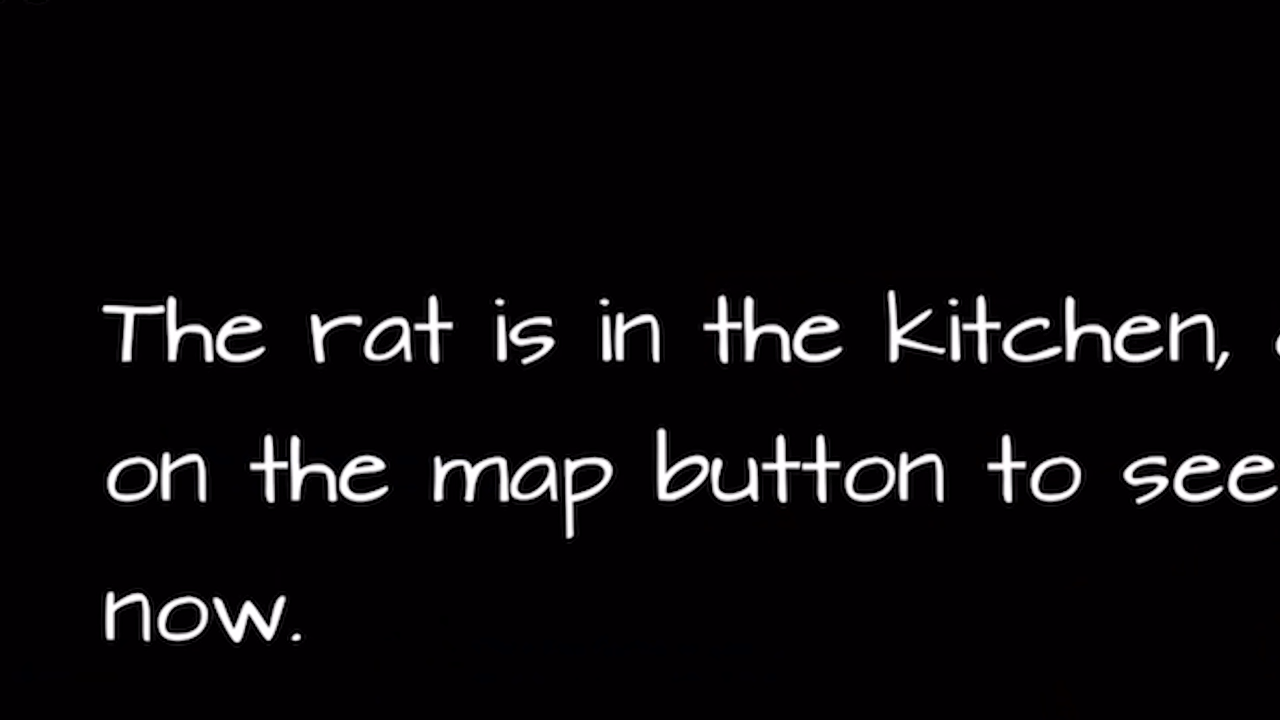 The rat is in the kitchen,
on the map button to see
now.